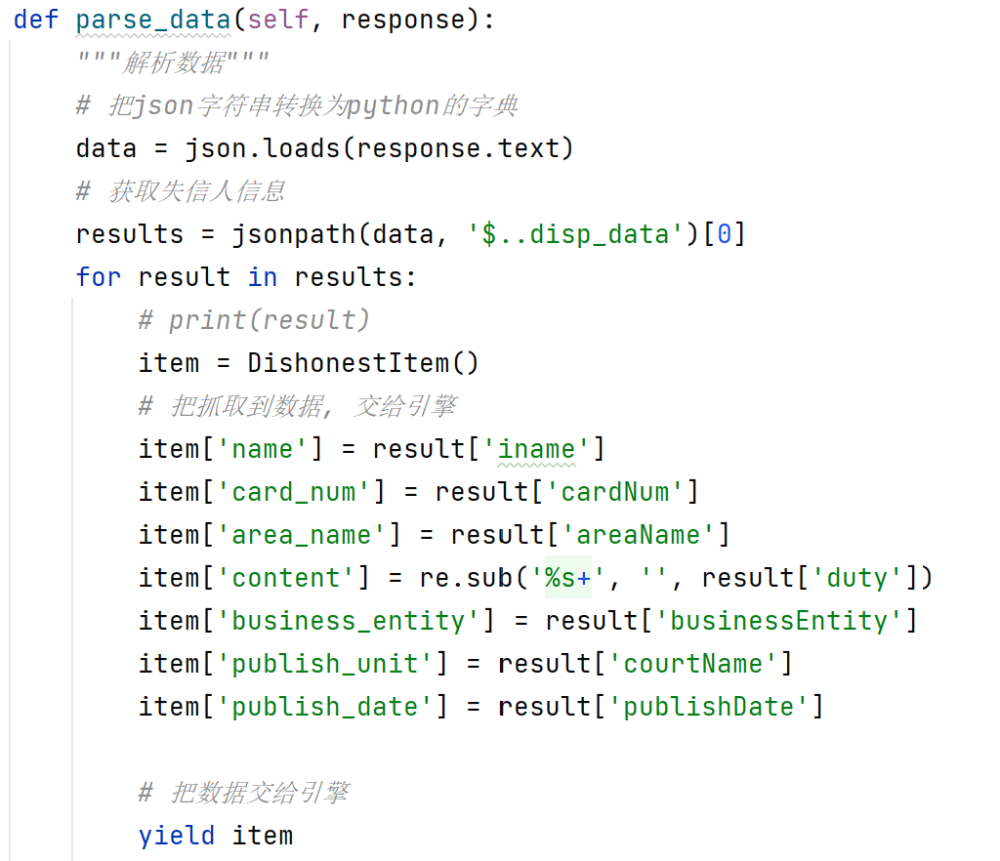 def parse_data(self, response):
    """解析数据"""
    # 把json字符串转换为python的字典
    data = json.loads(response.text)
    # 获取失信人信息
    results = jsonpath(data, '$..disp_data')[0]
    for result in results:
        # print(result)
        item = DishonestItem()
        # 把抓取到数据, 交给引擎
        item['name'] = result['iname']
        item['card_num'] = result['cardNum']
        item['area_name'] = result['areaName']
        item['content'] = re.sub('%s+', '', result['duty'])
        item['business_entity'] = result['businessEntity']
        item['publish_unit'] = result['courtName']
        item['publish_date'] = result['publishDate']
        # 把数据交给引擎
        yield item